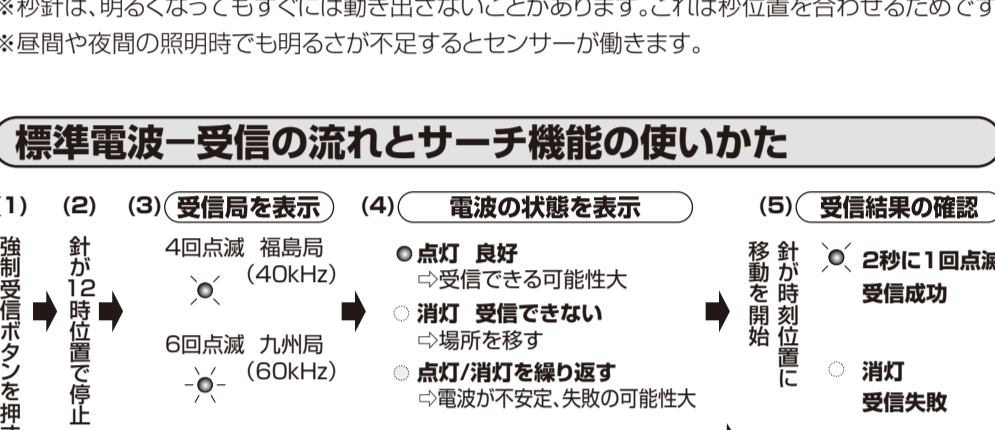 ※秒針は、明るくなってもすぐには動き出さないことがあります。これは秒位置を合わせるためです
※昼間や夜間の照明時でも明るさが不足するとセンサーが働きます。
標準電波ー受信の流れとサーチ機能の使いかた
(1)
強制受信ボタンを押
(2)
針が12時位置で停止
(3) 受信局を表示
4回点滅 福島局
(40kHz)
6回点滅 九州局
(60kHz)
(4) 電波の状態を表示
点灯 良好
⇨受信できる可能性大
消灯 受信できない
⇨場所を移す
点灯/消灯を繰り返す
⇨電波が不安定、失敗の可能性大
(5) 受信結果の確認
針が時刻位置に
移動を開始
2秒に1回点滅
受信成功
消灯
受信失敗